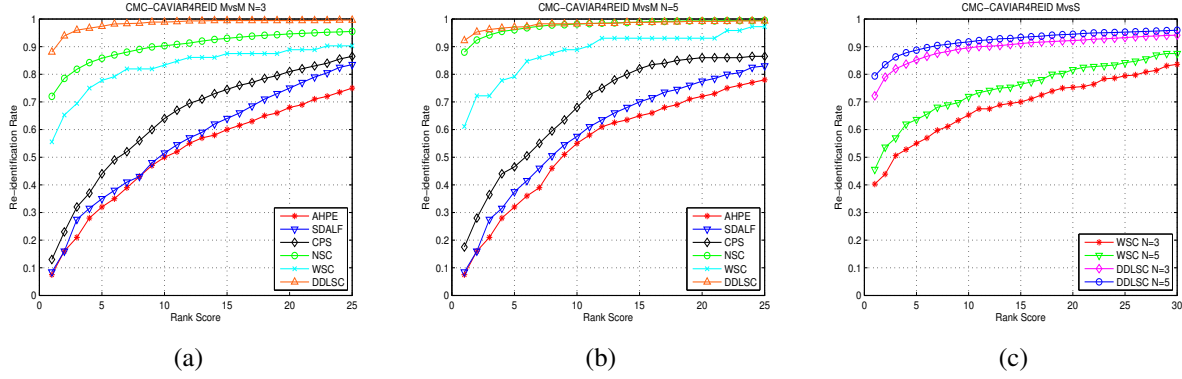 CMC-CAVIAR4REID MvsM N=3
Re-identification Rate
1
0.9
0.8
0.7
0.6
0.5
0.4
0.3
0.2
0.1
0
0 5 10 15 20 25
Rank Score
AHPE
SDALF
CPS
NSC
WSC
DDLSC
(a)
CMC-CAVIAR4REID MvsM N=5
Re-identification Rate
1
0.9
0.8
0.7
0.6
0.5
0.4
0.3
0.2
0.1
0
0 5 10 15 20 25
Rank Score
AHPE
SDALF
CPS
NSC
WSC
DDLSC
(b)
CMC-CAVIAR4REID MvsS
Re-identification Rate
1
0.9
0.8
0.7
0.6
0.5
0.4
0.3
0.2
0.1
0
0 5 10 15 20 25 30
Rank Score
WSC N=3
WSC N=5
DDLSC N=3
DDLSC N=5
(c)